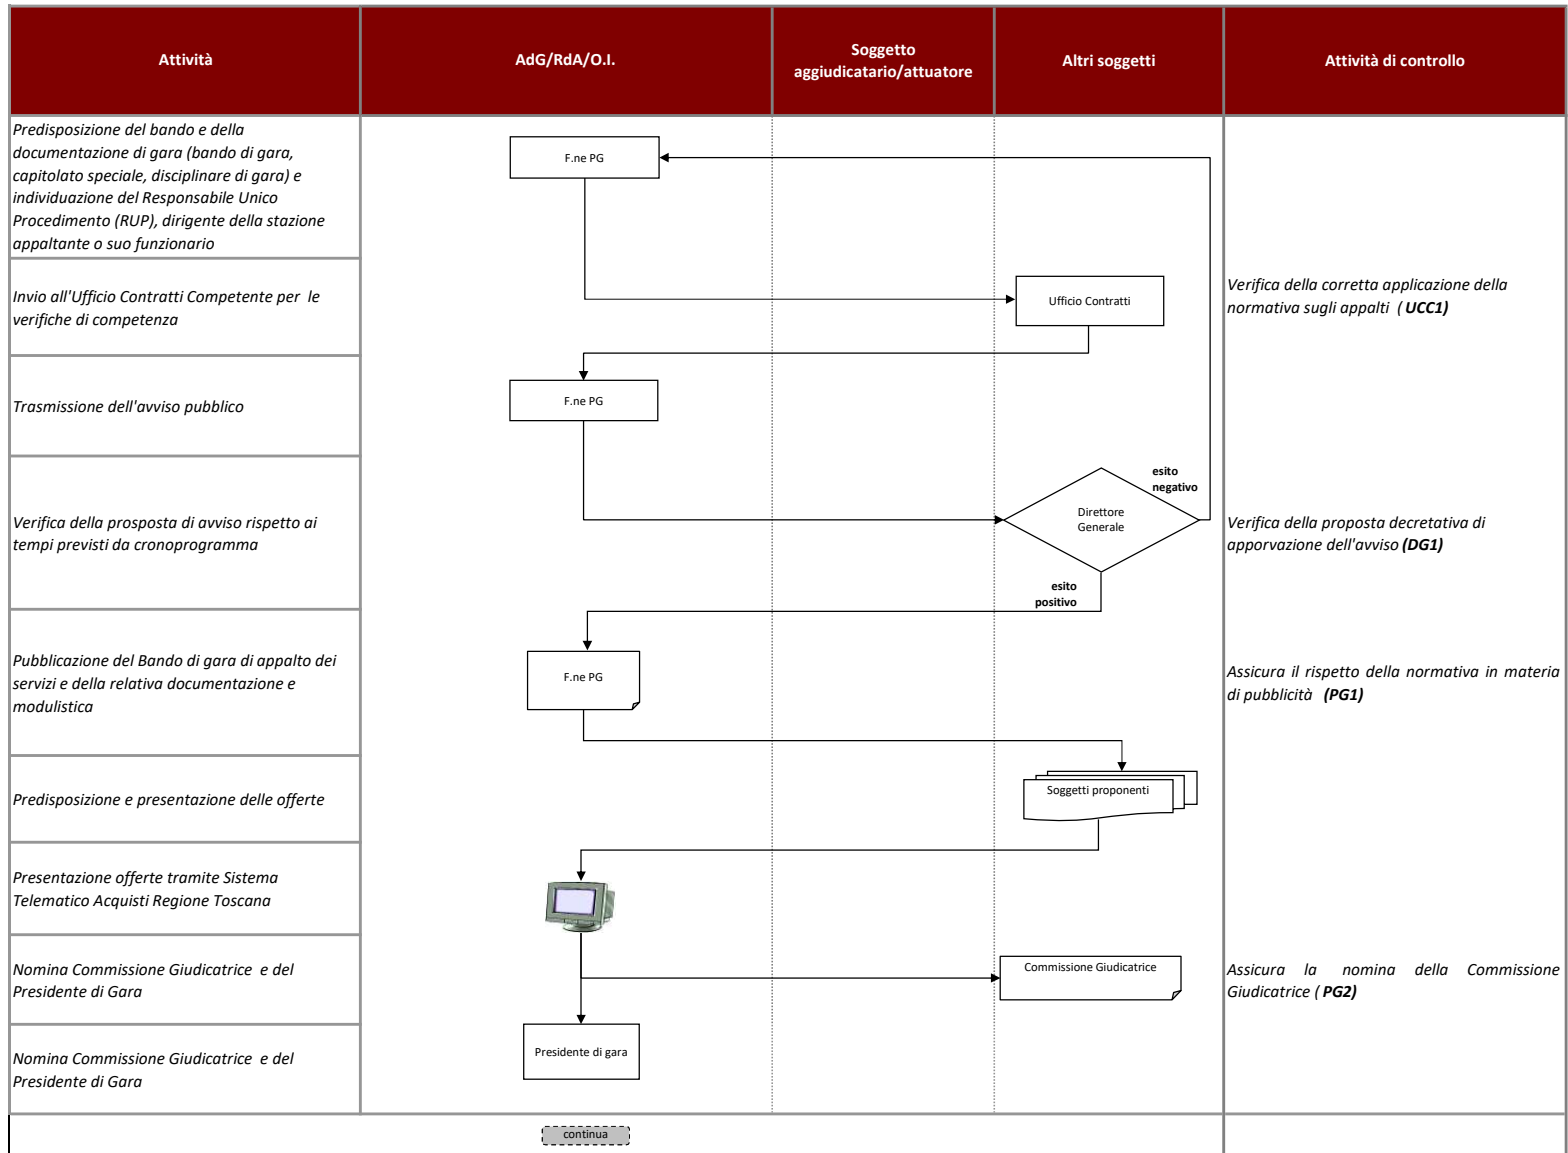 Attività
AdG/RdA/O.I.
Soggetto
aggiudicatario/attuatore
Altri soggetti
Attività di controllo
Predisposizione del bando e della
documentazione di gara (bando di gara,
capitolato speciale, disciplinare di gara) e
individuazione del Responsabile Unico
Procedimento (RUP), dirigente della stazione
appaltante o suo funzionario
F.ne PG
Invio all'Ufficio Contratti Competente per le
verifiche di competenza
Ufficio Contratti
Verifica della corretta applicazione della
normativa sugli appalti ( UCC1)
Trasmissione dell'avviso pubblico
F.ne PG
Verifica della prosposta di avviso rispetto ai
tempi previsti da cronoprogramma
esito
negativo
Direttore
Generale
esito
positivo
Verifica della proposta decretativa di
apporvazione dell'avviso (DG1)
Pubblicazione del Bando di gara di appalto dei
servizi e della relativa documentazione e
modulistica
F.ne PG
Assicura il rispetto della normativa in materia
di pubblicità (PG1)
Predisposizione e presentazione delle offerte
Soggetti proponenti
Presentazione offerte tramite Sistema
Telematico Acquisti Regione Toscana
Nomina Commissione Giudicatrice e del
Presidente di Gara
Commissione Giudicatrice
Assicura la nomina della Commissione
Giudicatrice ( PG2)
Nomina Commissione Giudicatrice e del
Presidente di Gara
Presidente di gara
continua